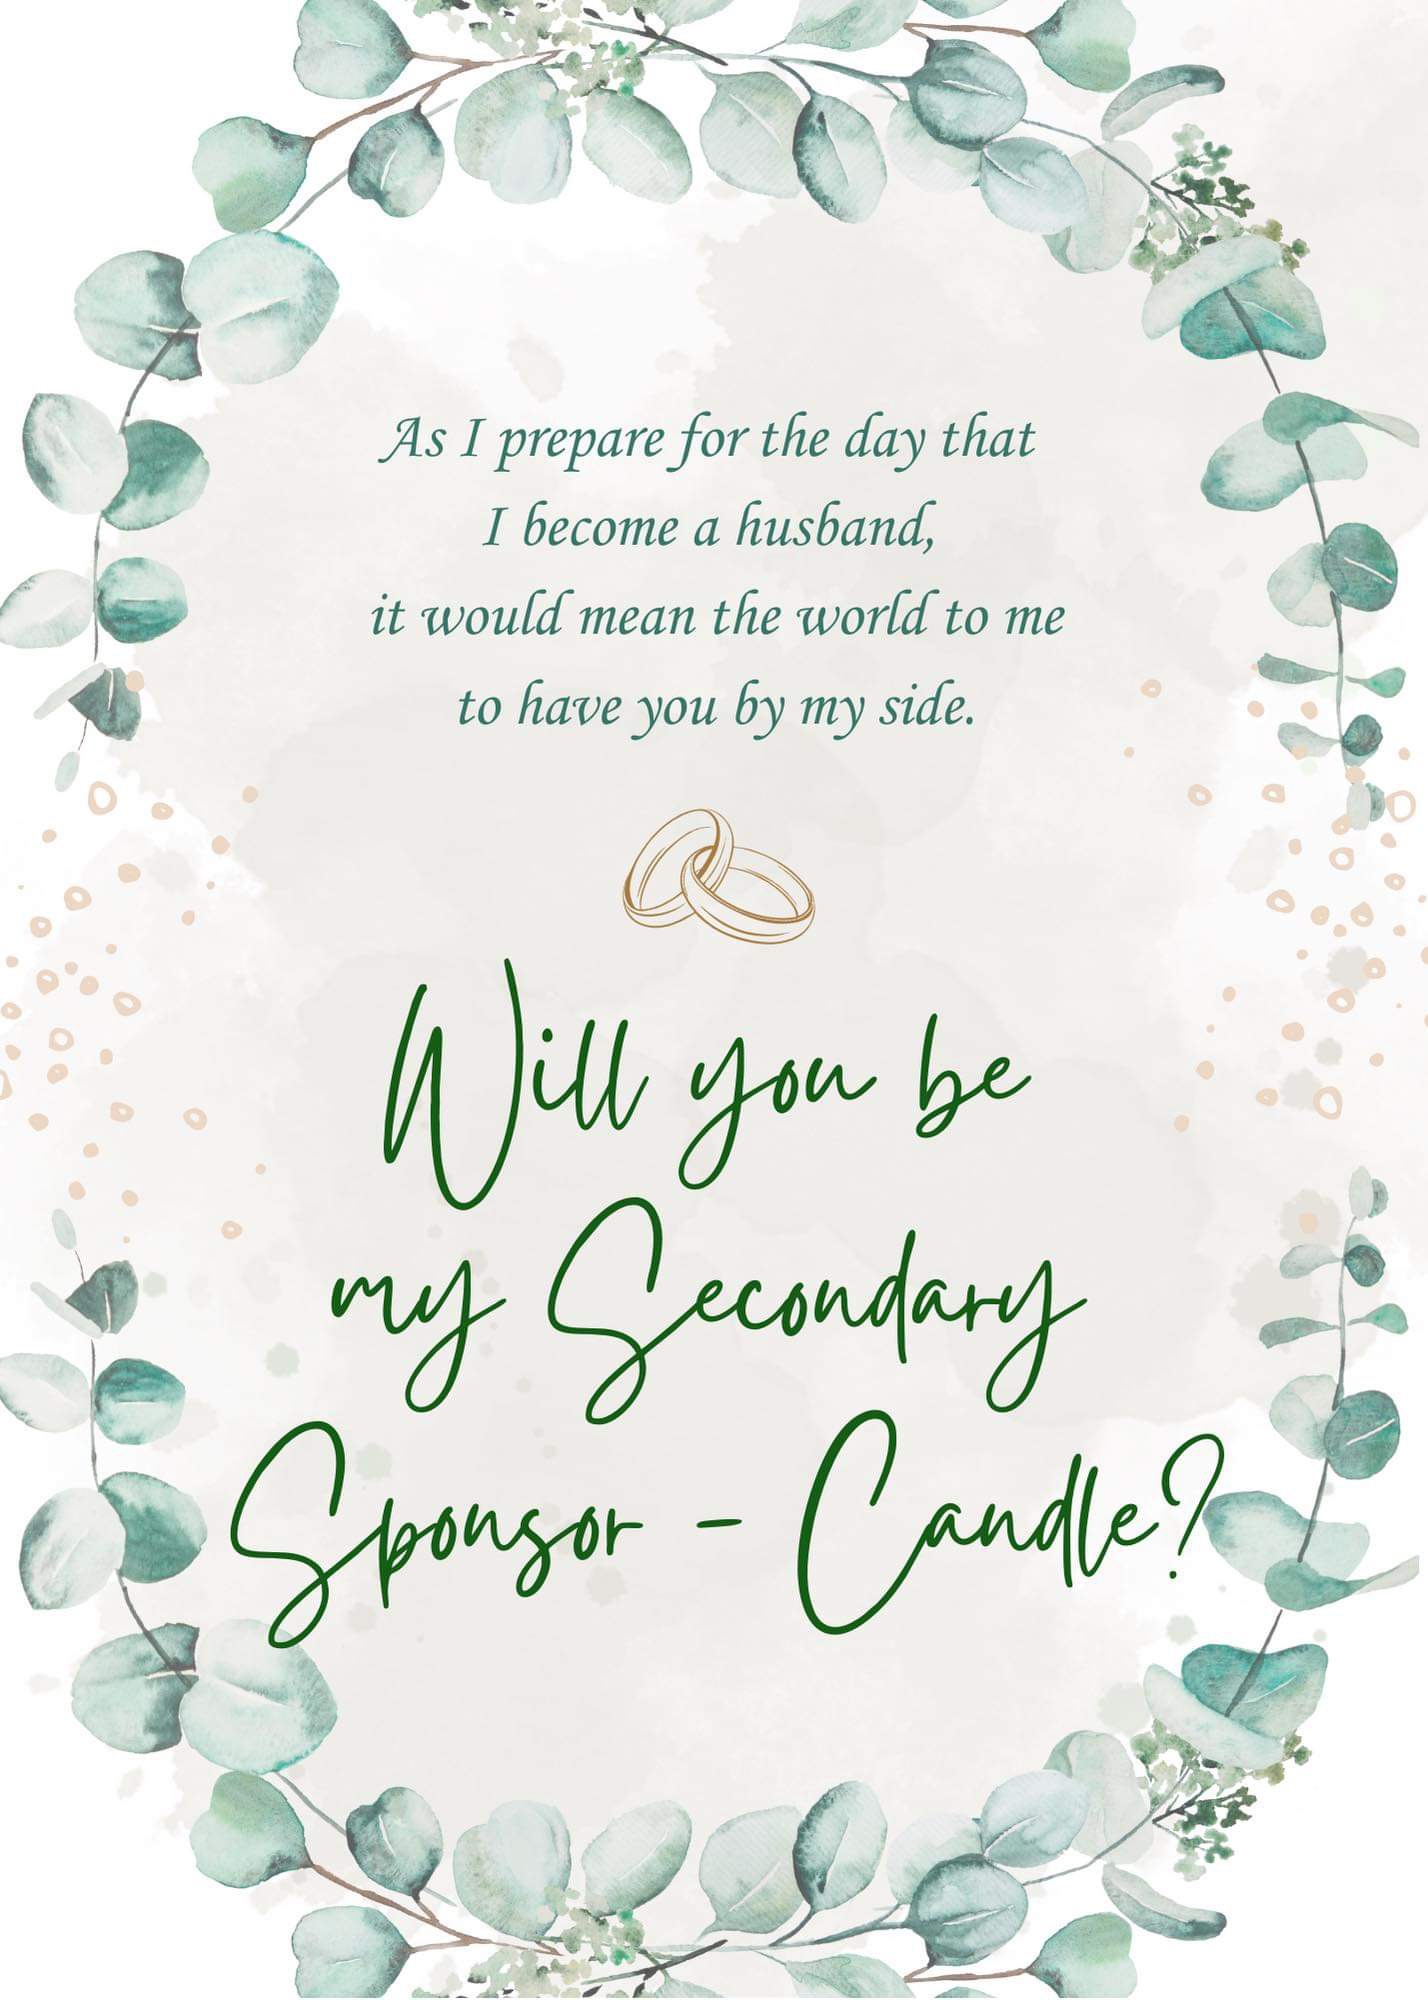 As I prepare for the day that
I become a husband,
it would mean the world to me
to have you by my side.
Will you be
my Secondary
Sponsor - Candle?